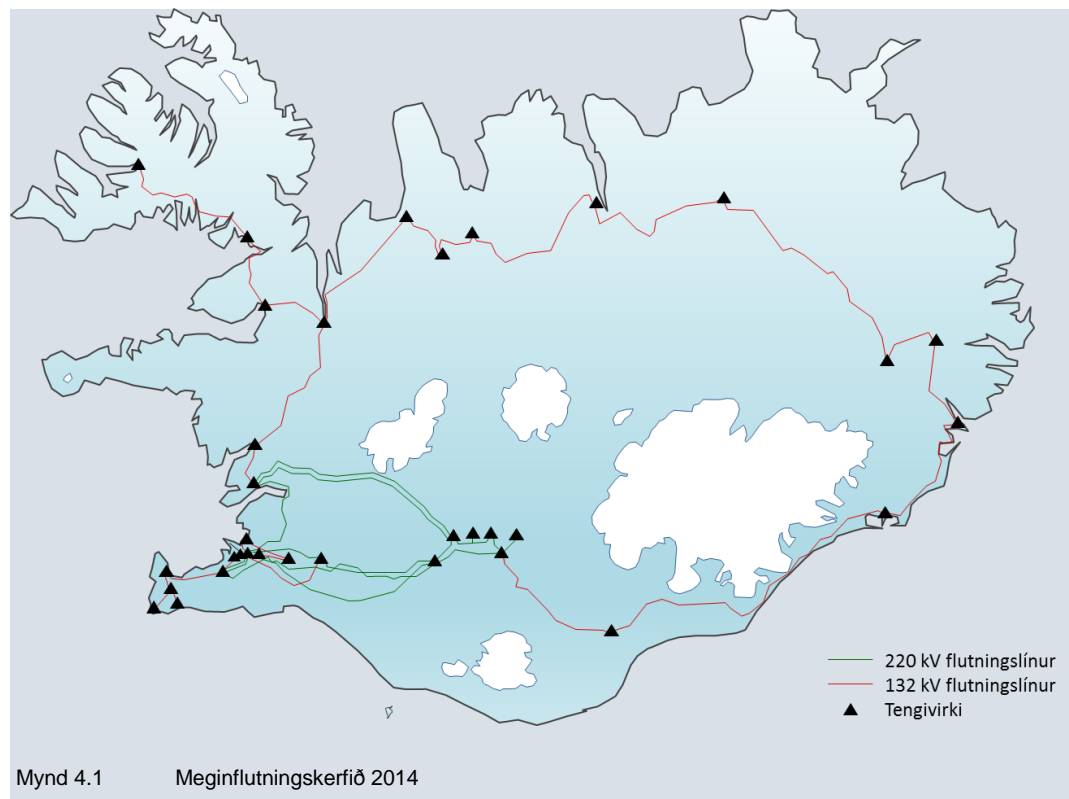 220 kV flutningslínur
132 kV flutningslínur
Tengivirki
Mynd 4.1 Meginflutningskerfið 2014